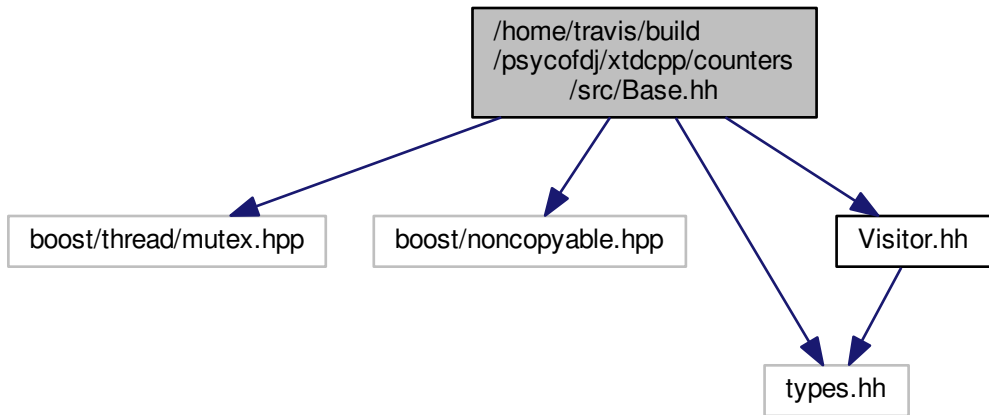 /home/travis/build
/psycofdj/xtdcpp/counters
/src/Base.hh
boost/thread/mutex.hpp
boost/noncopyable.hpp
Visitor.hh
types.hh